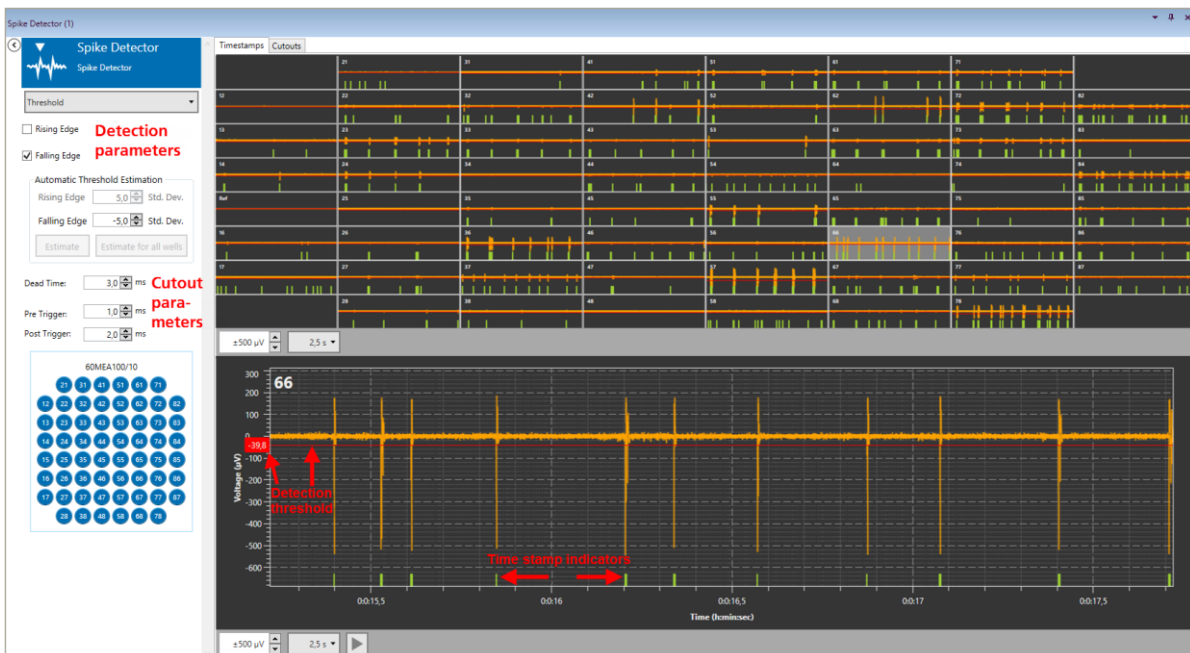 Spike Detector (1)
Spike Detector
Spike Detector
Threshold
Rising Edge
Falling Edge
Detection
parameters
Automatic Threshold Estimation
Rising Edge 5,0 Std. Dev.
Falling Edge -5,0 Std. Dev.
Estimate Estimate for all wells
Dead Time: 3,0 ms
Pre Trigger: 1,0 ms
Post Trigger: 2,0 ms
Cutout
para-
meters
60MEA100/10
21 31 41 51 61 71
12 22 32 42 52 62 72 82
13 23 33 43 53 63 73 83
14 24 34 44 54 64 74 84
15 25 35 45 55 65 75 85
16 26 36 46 56 66 76 86
17 27 37 47 57 67 77 87
28 38 48 58 68 78
Timestamps Cutouts
21 31 41 51 61 71
12 22 32 42 52 62 72 82
13 23 33 43 53 63 73 83
14 24 34 44 54 64 74 84
Ref 25 35 45 55 65 75 85
16 26 36 46 56 66 76 86
17 27 37 47 57 67 77 87
28 38 48 58 68 78
±500 µV 2,5 s
66
300
200
100
0
-39,8
-100
-200
-300
-400
-500
-600
Voltage (µV)
Detection
threshold
Time stamp indicators
0:0:15,5 0:0:16 0:0:16,5 0:0:17 0:0:17,5
Time (h:min:sec)
±500 µV 2,5 s